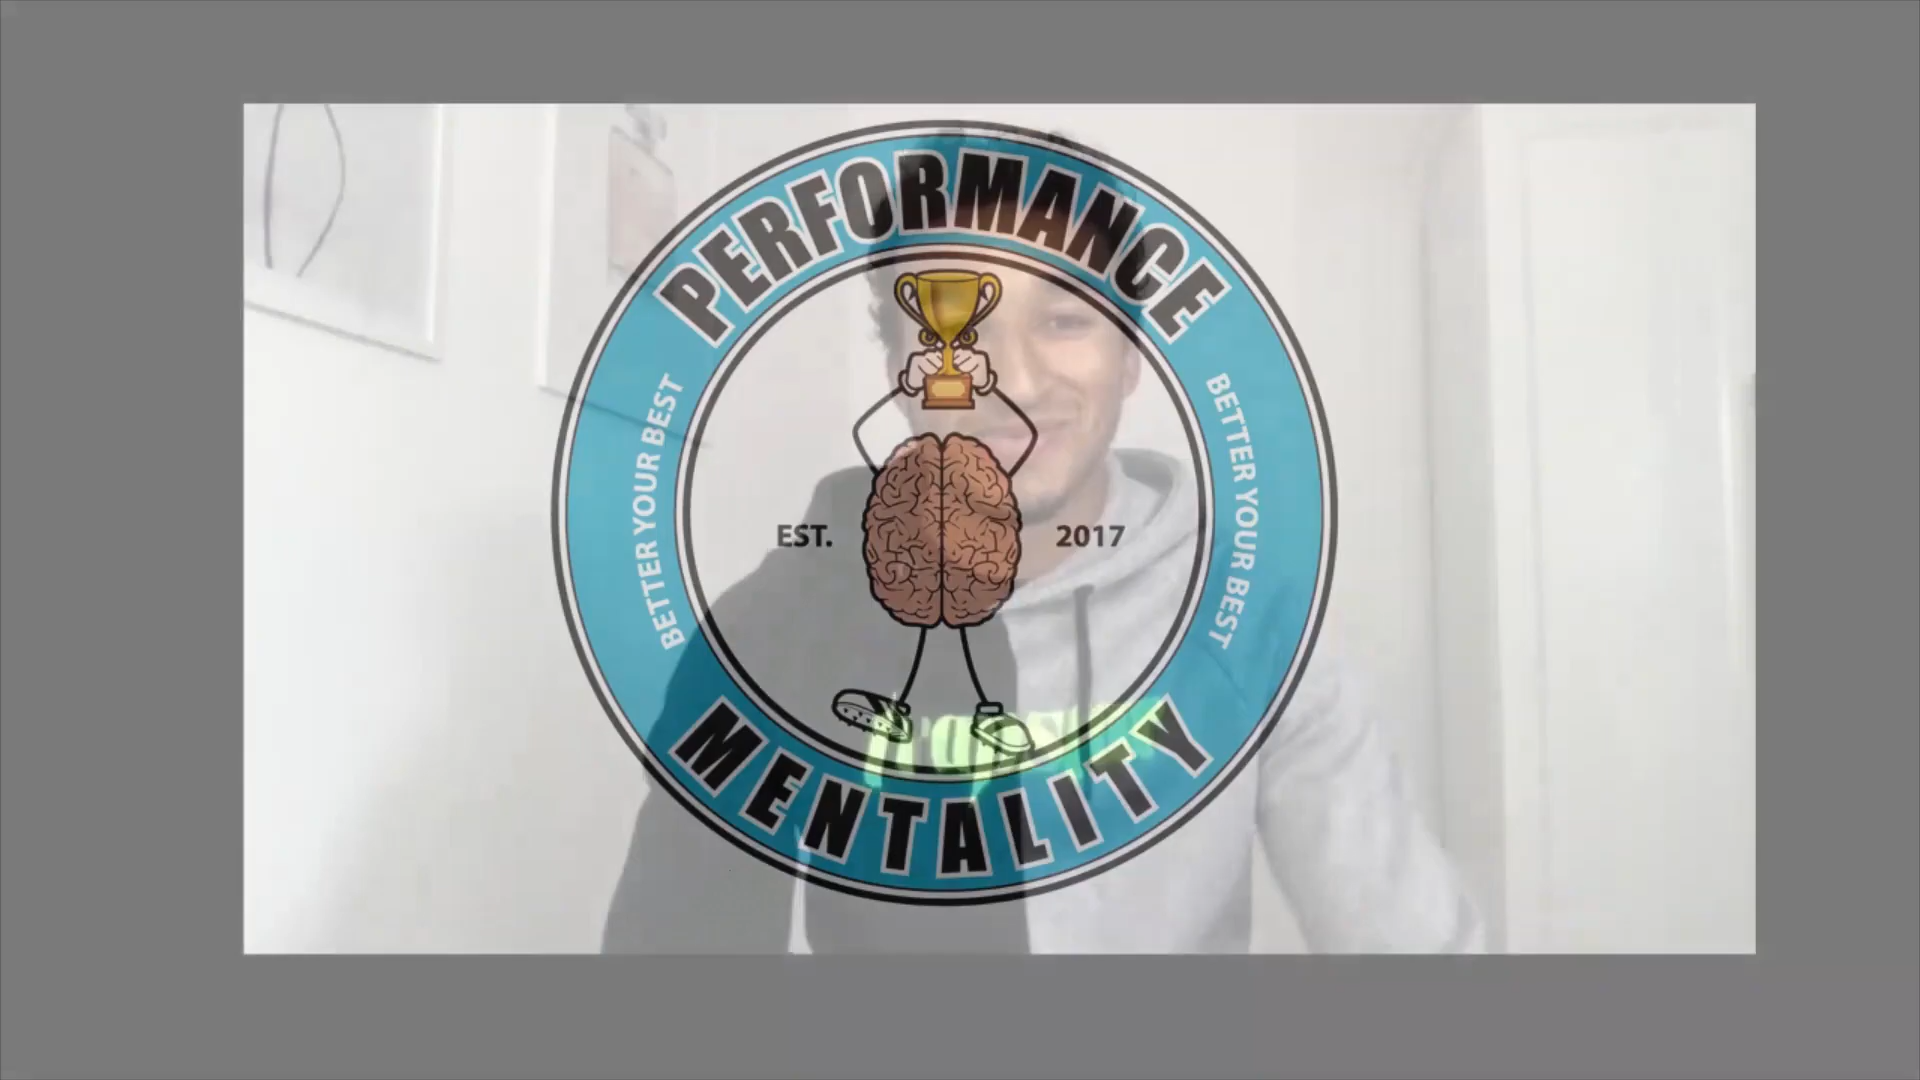 PERFORMANCE
BETTER YOUR BEST
BETTER YOUR BEST
EST.
2017
MENTALITY